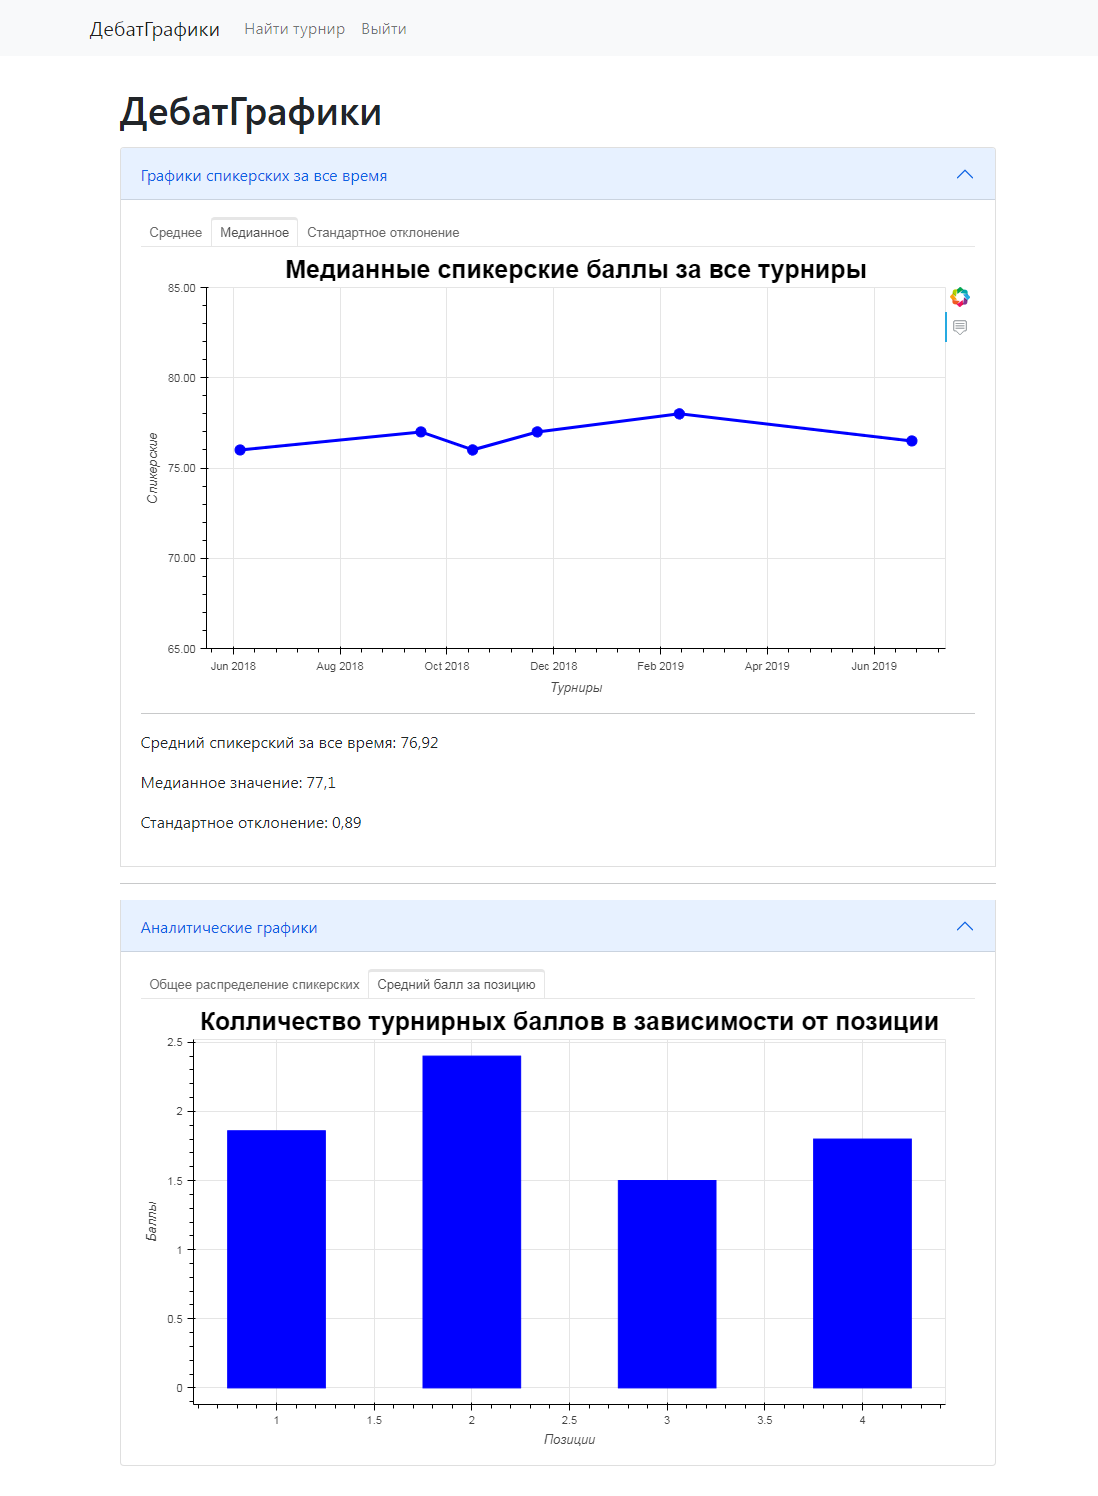 ДебатГрафики Найти турнир Выйти
ДебатГрафики
Графики спикерских за все время
Среднее Медианное Стандартное отклонение
Медианные спикерские баллы за все турниры
85.00
80.00
75.00
70.00
65.00
Спикерские
Jun 2018 Aug 2018 Oct 2018 Dec 2018 Feb 2019 Apr 2019 Jun 2019
Турниры
Средний спикерский за все время: 76,92
Медианное значение: 77,1
Стандартное отклонение: 0,89
Аналитические графики
Общее распределение спикерских Средний балл за позицию
Колличество турнирных баллов в зависимости от позиции
2.5
2
1.5
1
0.5
0
Баллы
1 1.5 2 2.5 3 3.5 4
Позиции